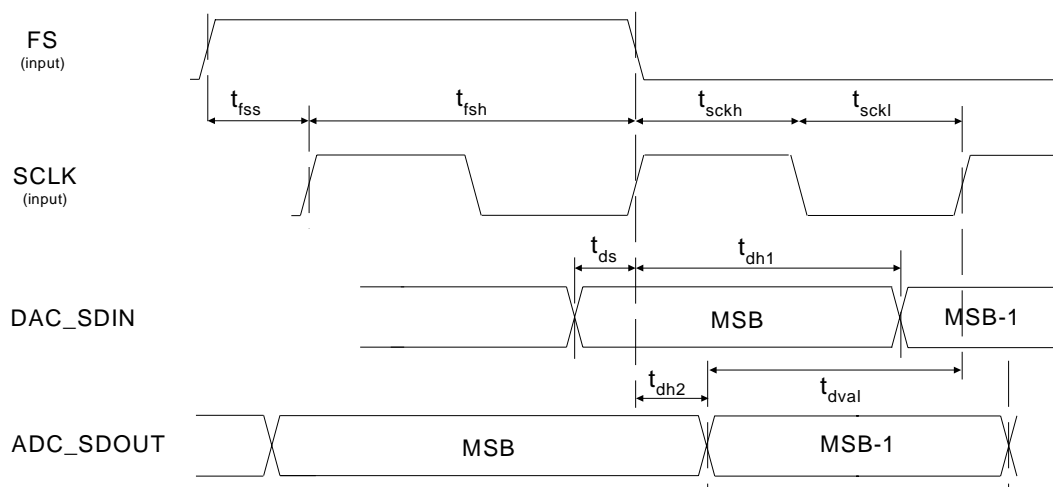 FS
(input)
tfss
tfsh
tsckh
tsckl
SCLK
(input)
tds
tdh1
DAC_SDIN
MSB
MSB-1
tdh2
tdval
ADC_SDOUT
MSB
MSB-1